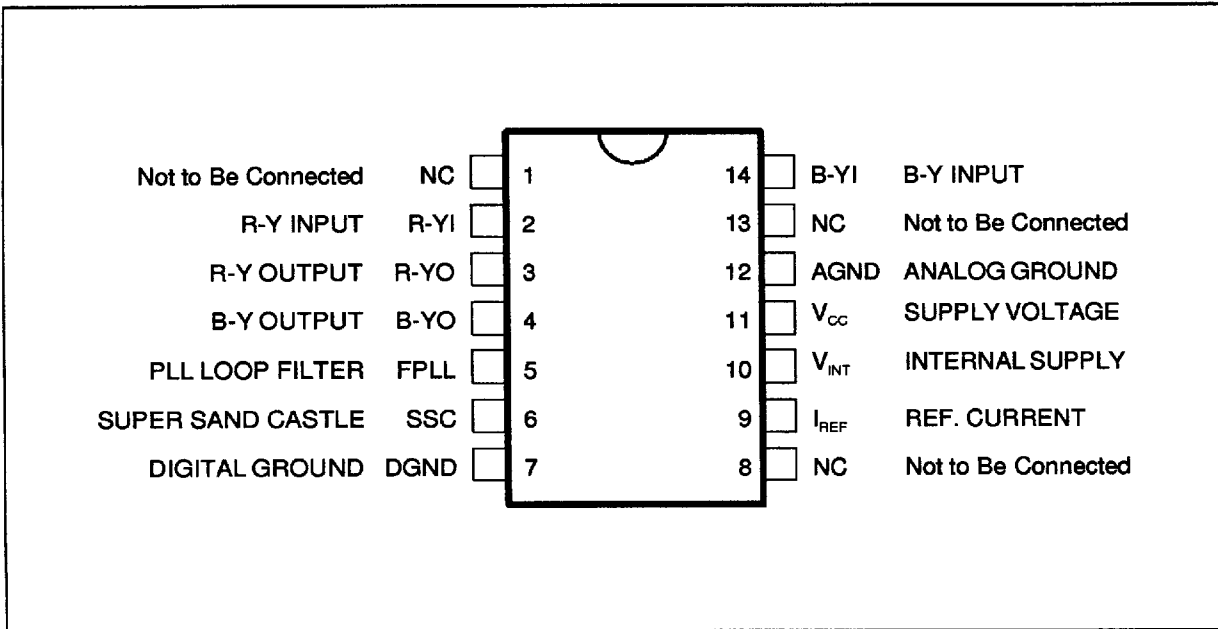 Not to Be Connected NC 1 14 B-YI B-Y INPUT
R-Y INPUT R-YI 2 13 NC Not to Be Connected
R-Y OUTPUT R-YO 3 12 AGND ANALOG GROUND
B-Y OUTPUT B-YO 4 11 VCC SUPPLY VOLTAGE
PLL LOOP FILTER FPLL 5 10 VINT INTERNAL SUPPLY
SUPER SAND CASTLE SSC 6 9 IREF REF. CURRENT
DIGITAL GROUND DGND 7 8 NC Not to Be Connected